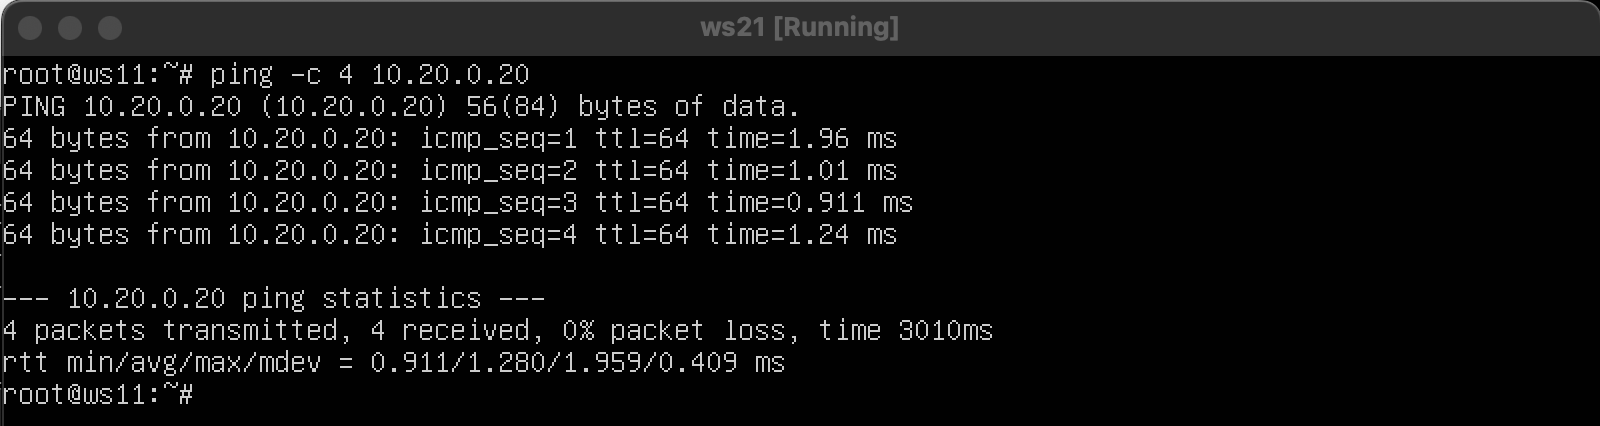 ws21 [Running]
root@ws11:~# ping -c 4 10.20.0.20
PING 10.20.0.20 (10.20.0.20) 56(84) bytes of data.
64 bytes from 10.20.0.20: icmp_seq=1 ttl=64 time=1.96 ms
64 bytes from 10.20.0.20: icmp_seq=2 ttl=64 time=1.01 ms
64 bytes from 10.20.0.20: icmp_seq=3 ttl=64 time=0.911 ms
64 bytes from 10.20.0.20: icmp_seq=4 ttl=64 time=1.24 ms
--- 10.20.0.20 ping statistics ---
4 packets transmitted, 4 received, 0% packet loss, time 3010ms
rtt min/avg/max/mdev = 0.911/1.280/1.959/0.409 ms
root@ws11:~#